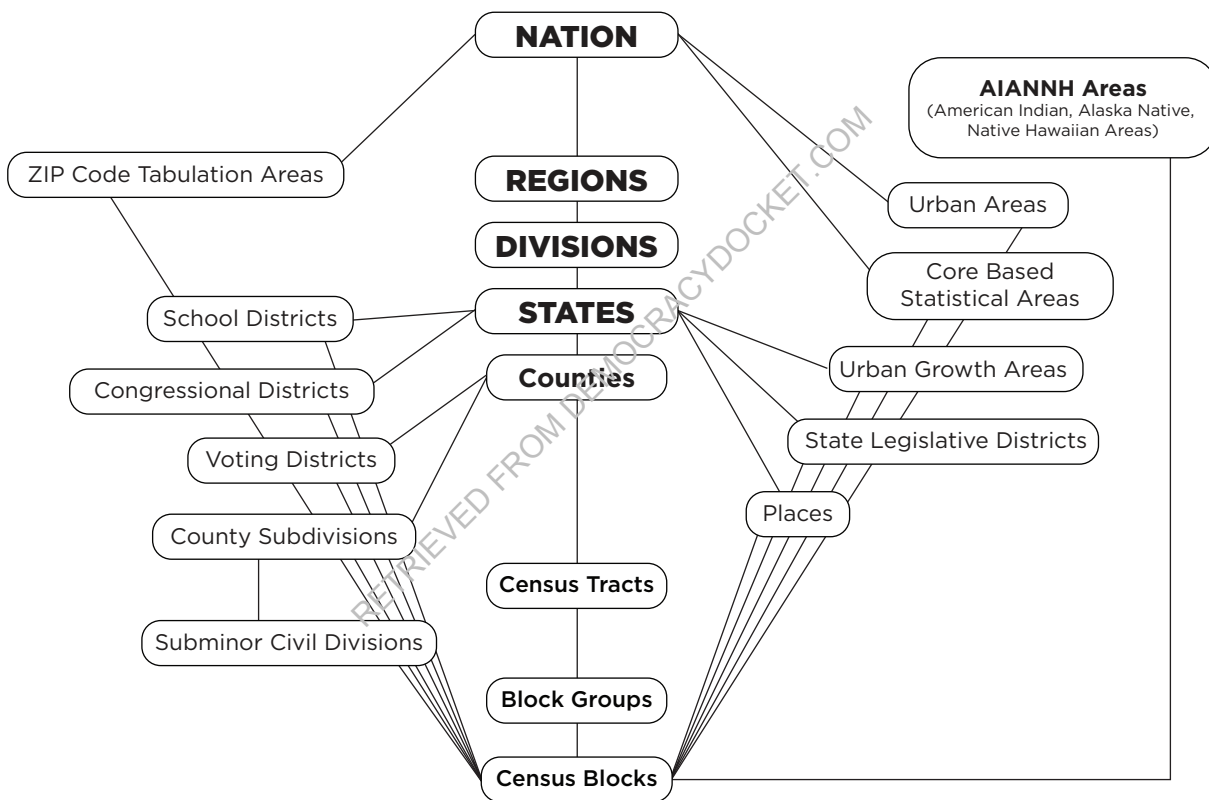 NATION
AIANNH Areas
(American Indian, Alaska Native,
Native Hawaiian Areas)
ZIP Code Tabulation Areas
REGIONS
Urban Areas
DIVISIONS
Core Based
Statistical Areas
School Districts
STATES
Congressional Districts
Counties
Urban Growth Areas
Voting Districts
State Legislative Districts
Places
County Subdivisions
Census Tracts
Subminor Civil Divisions
Block Groups
Census Blocks
RETRIEVED FROM DEMOCRACYDOCKET.COM